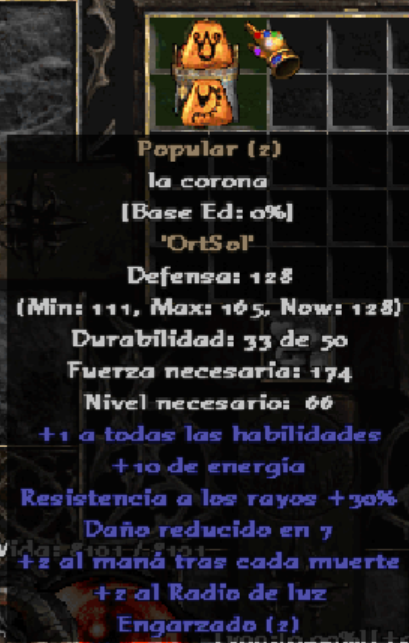 Popular (2)
la corona
[Base Ed: 0%]
'OrtSol'
Defensa: 128
(Min: 111, Max: 165, Now: 128)
Durabilidad: 33 de 50
Fuerza necesaria: 174
Nivel necesario: 66
+1 a todas las habilidades
+10 de energía
Resistencia a los rayos +30%
Daño reducido en 7
+2 al maná tras cada muerte
+2 al Radio de luz
Engarzado (2)